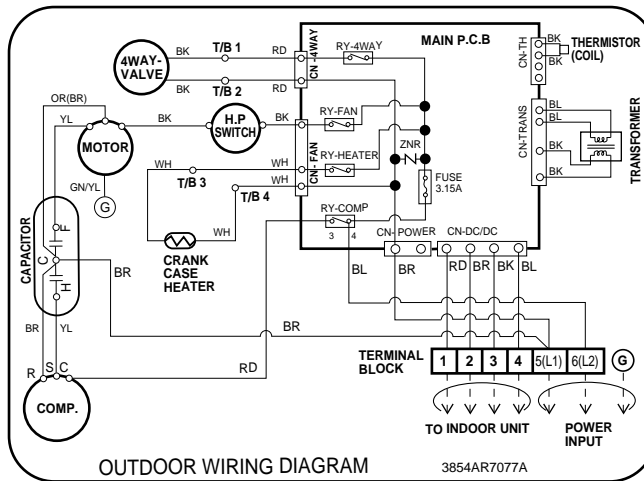 MAIN P.C.B
4WAY-
VALVE
BK
T/B 1
RD
BK
T/B 2
RD
CN -4WAY
RY-4WAY
CN-TH
BK
BK
THERMISTOR
(COIL)
OR(BR)
YL
MOTOR
BK
H.P
SWITCH
BK
CN - FAN
RY-FAN
RY-HEATER
ZNR
FUSE
3.15A
CN-TRANS
BL
BL
BK
BK
TRANSFORMER
GN/YL
G
WH
T/B 3
WH
WH
T/B 4
WH
CRANK
CASE
HEATER
RY-COMP
3 4
CN- POWER
CN-DC/DC
BL
BR
RD
BR
BK
BL
CAPACITOR
F
C
H
BR
BR
BR
YL
R
S
C
COMP.
RD
TERMINAL
BLOCK
1
2
3
4
5(L1)
6(L2)
G
TO INDOOR UNIT
POWER
INPUT
OUTDOOR WIRING DIAGRAM
3854AR7077A